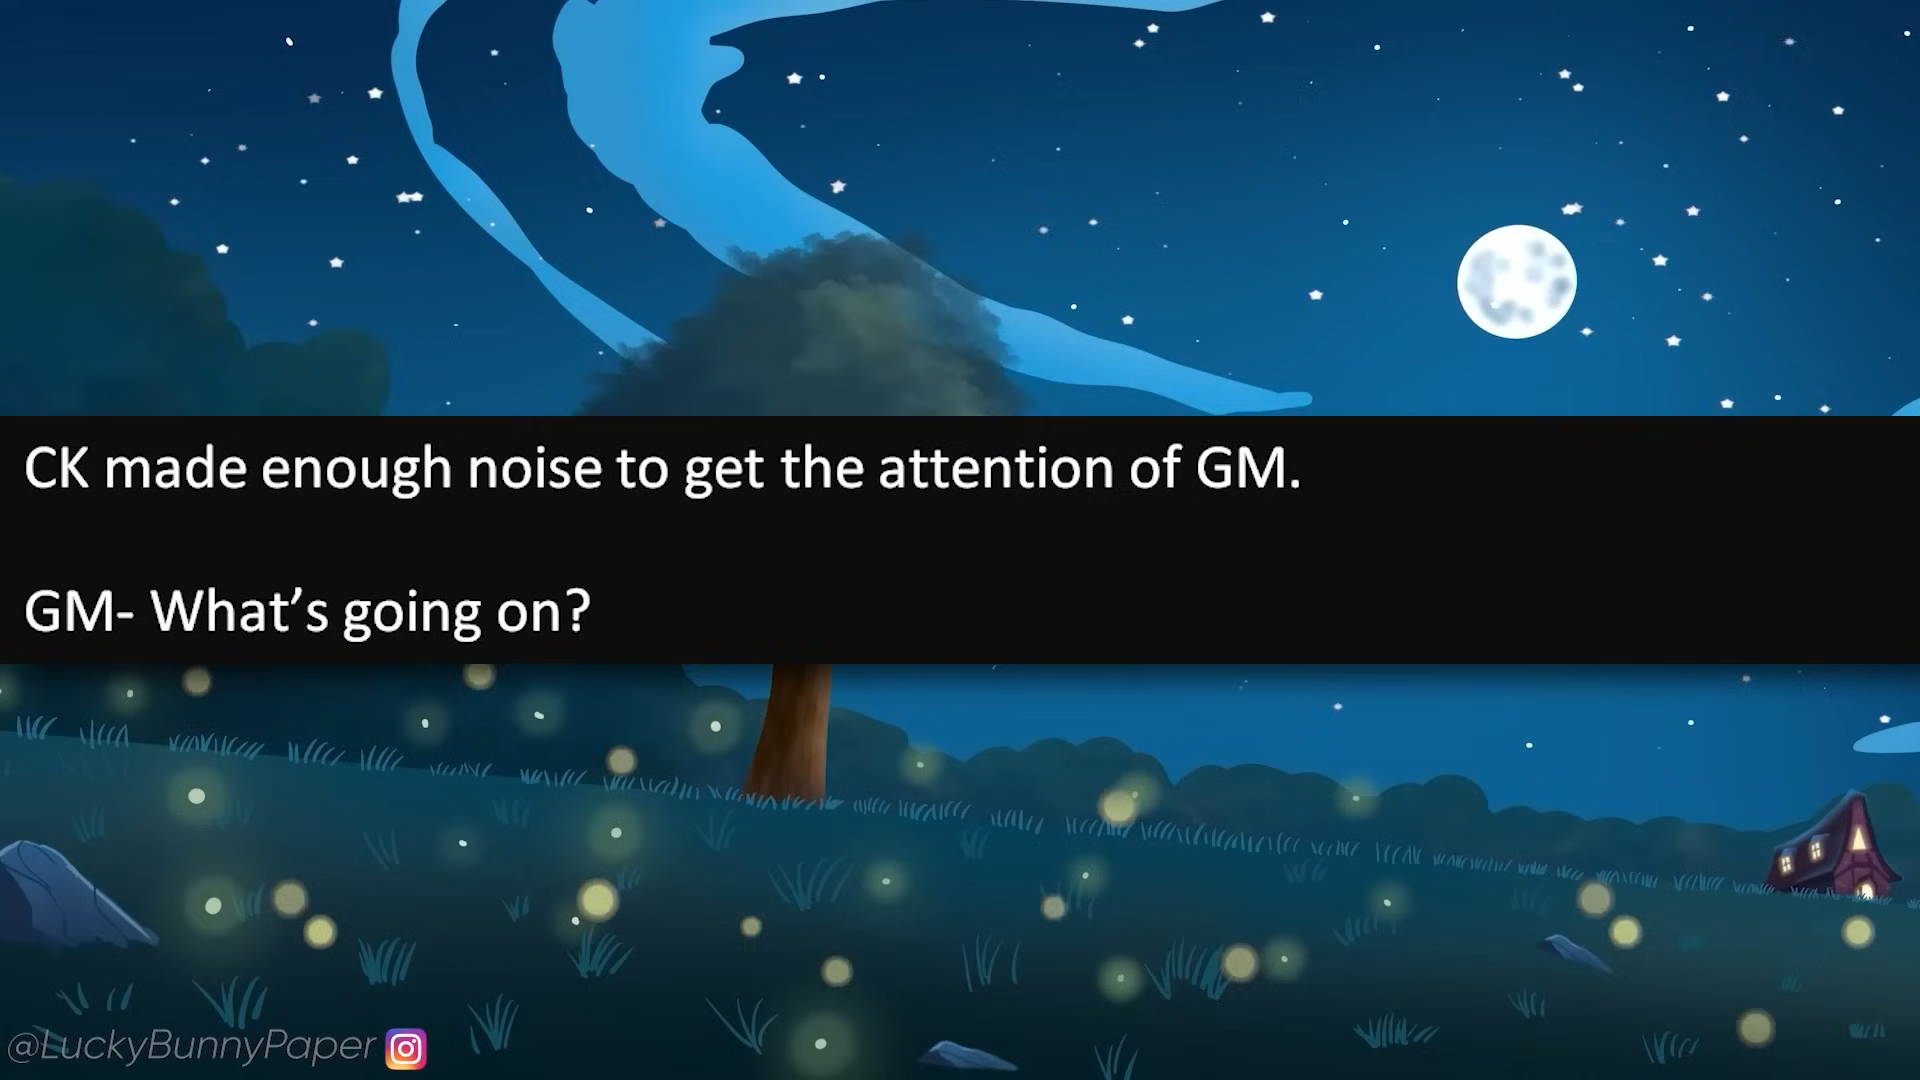 CK made enough noise to get the attention of GM.
GM- What’s going on?
@LuckyBunnyPaper